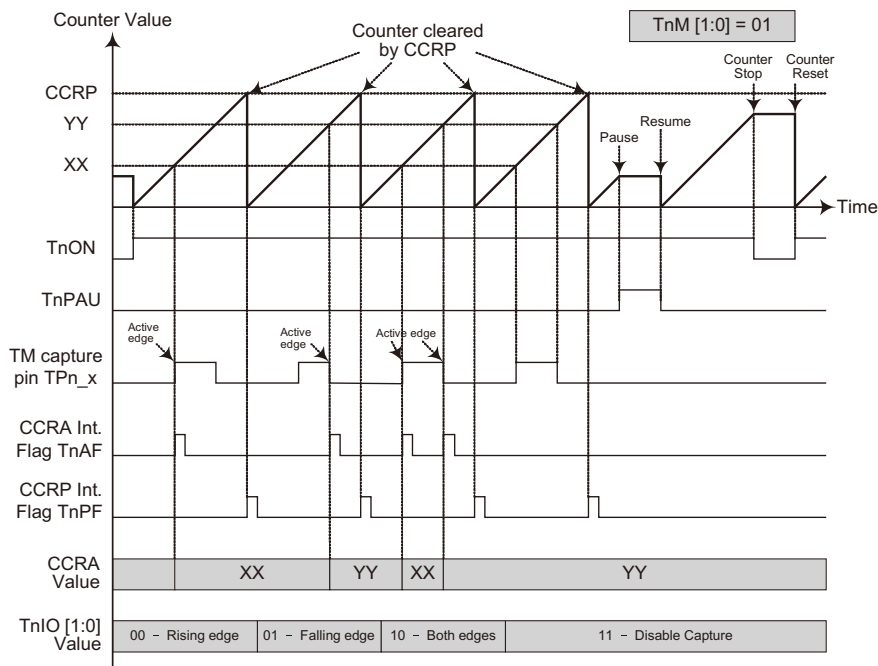 Counter Value
Counter cleared
by CCRP
TnM [1:0] = 01
Counter
Stop
Counter
Reset
CCRP
YY
XX
Pause
Resume
Time
TnON
TnPAU
Active
edge
Active
edge
Active edge
TM capture
pin TPn_x
CCRA Int.
Flag TnAF
CCRP Int.
Flag TnPF
CCRA
Value
XX
YY
XX
YY
TnIO [1:0]
Value
00 – Rising edge
01 – Falling edge
10 – Both edges
11 – Disable Capture